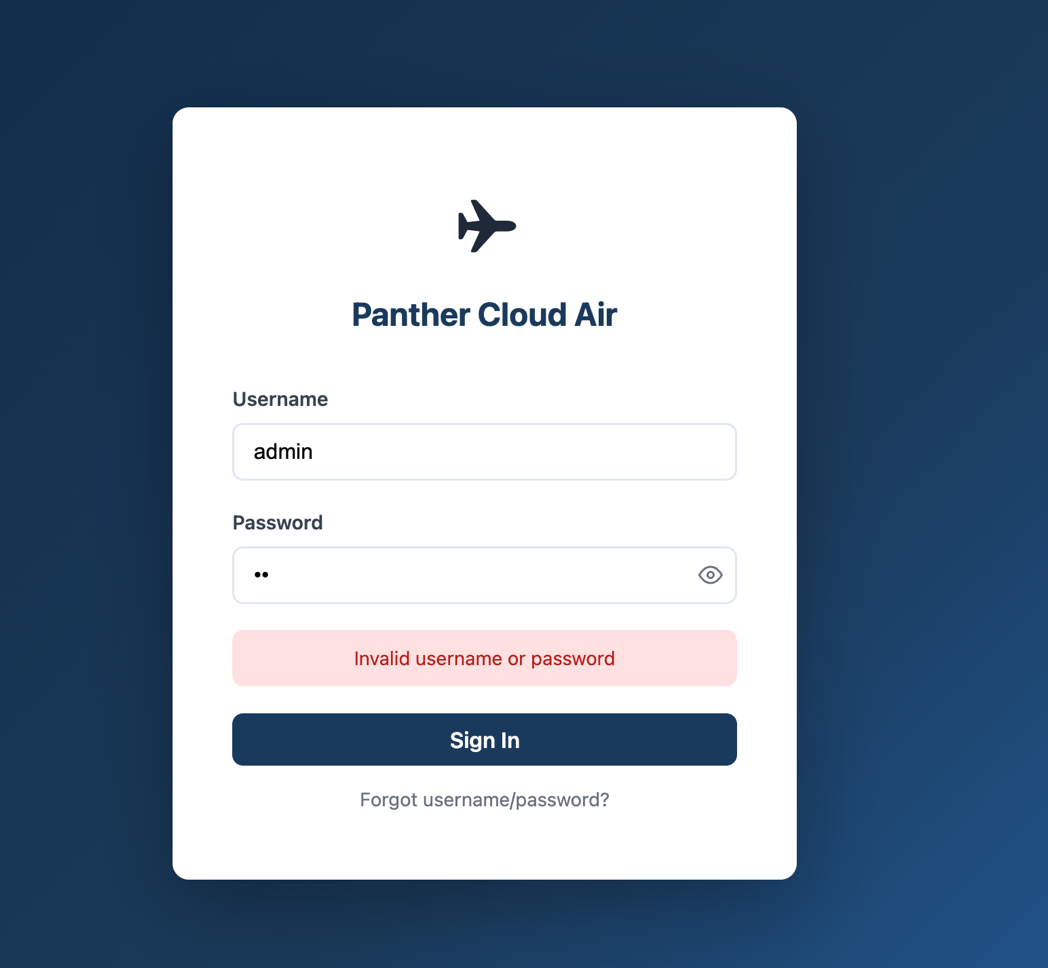 Panther Cloud Air
Username
admin
Password
••
Invalid username or password
Sign In
Forgot username/password?